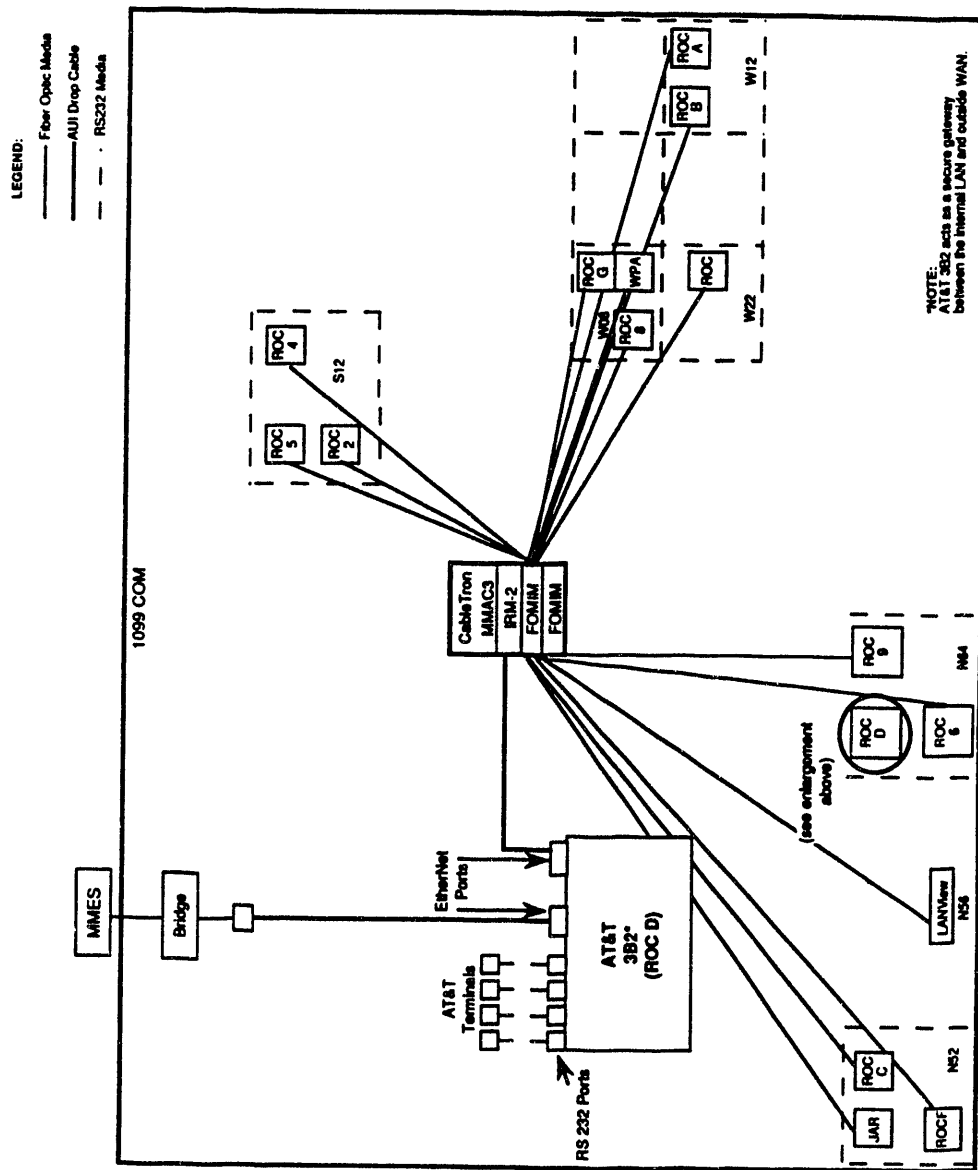 LEGEND:
Fiber Optic Media
AUI Drop Cable
RS232 Media
1099 COM
MMES
Bridge
EtherNet
Ports
AT&T
Terminals
AT&T
3B2*
(ROC D)
RS 232 Ports
CableTron
MMAC3
IRM-2
FOMIM
FOMIM
ROC
5
ROC
2
ROC
4
S12
ROC
G
WPA
W08
ROC
8
ROC
W22
ROC
A
ROC
B
W12
JAR
ROC
C
ROCF
N52
LANView
N56
(see enlargement
above)
ROC
D
ROC
6
ROC
9
N64
*NOTE:
AT&T 3B2 acts as a secure gateway
between the internal LAN and outside WAN.